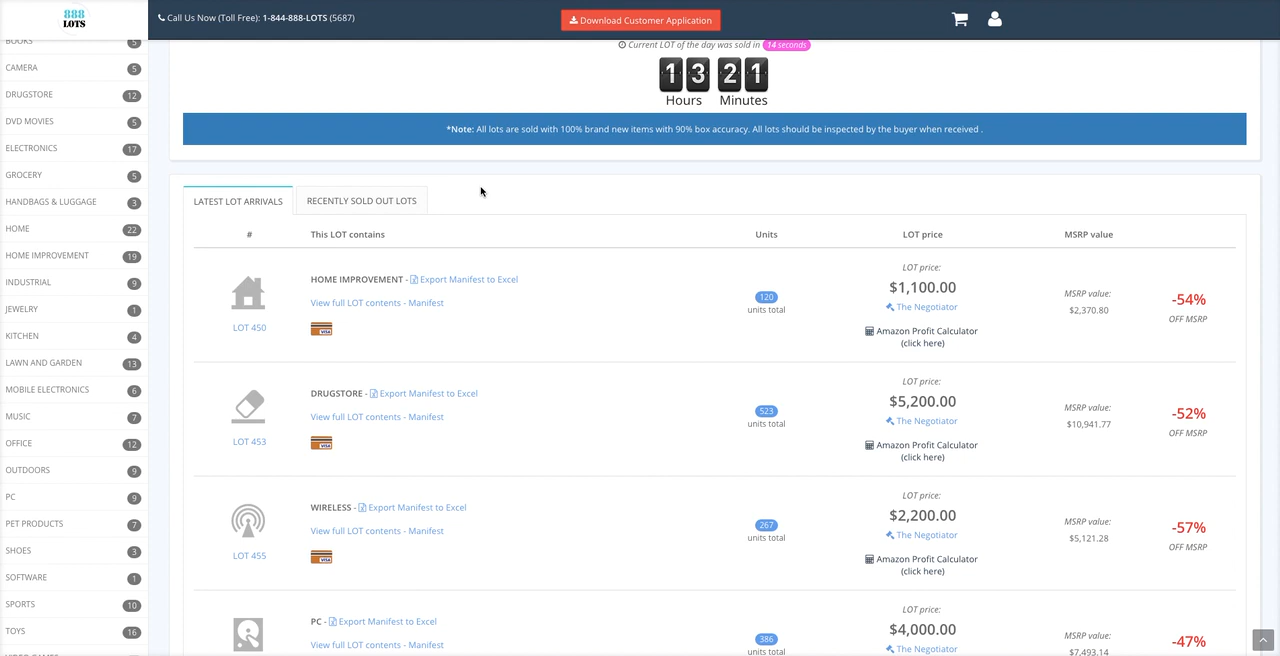 888
LOTS
Call Us Now (Toll Free): 1-844-888-LOTS (5687)
Download Customer Application
BOOKS 5
CAMERA 5
DRUGSTORE 12
DVD MOVIES 5
ELECTRONICS 17
GROCERY 5
HANDBAGS & LUGGAGE 3
HOME 22
HOME IMPROVEMENT 19
INDUSTRIAL 9
JEWELRY 1
KITCHEN 4
LAWN AND GARDEN 13
MOBILE ELECTRONICS 6
MUSIC 7
OFFICE 12
OUTDOORS 9
PC 9
PET PRODUCTS 7
SHOES 3
SOFTWARE 1
SPORTS 10
TOYS 16
Current LOT of the day was sold in 14 seconds
13 21
Hours Minutes
*Note: All lots are sold with 100% brand new items with 90% box accuracy. All lots should be inspected by the buyer when received .
LATEST LOT ARRIVALS RECENTLY SOLD OUT LOTS
# This LOT contains Units LOT price MSRP value
LOT 450
HOME IMPROVEMENT - Export Manifest to Excel
View full LOT contents - Manifest
VISA
120
units total
LOT price:
$1,100.00
The Negotiator
Amazon Profit Calculator
(click here)
MSRP value:
$2,370.80
-54%
OFF MSRP
LOT 453
DRUGSTORE - Export Manifest to Excel
View full LOT contents - Manifest
VISA
523
units total
LOT price:
$5,200.00
The Negotiator
Amazon Profit Calculator
(click here)
MSRP value:
$10,941.77
-52%
OFF MSRP
LOT 455
WIRELESS - Export Manifest to Excel
View full LOT contents - Manifest
VISA
267
units total
LOT price:
$2,200.00
The Negotiator
Amazon Profit Calculator
(click here)
MSRP value:
$5,121.28
-57%
OFF MSRP
PC - Export Manifest to Excel
View full LOT contents - Manifest
386
units total
LOT price:
$4,000.00
The Negotiator
MSRP value:
$7,493.14
-47%